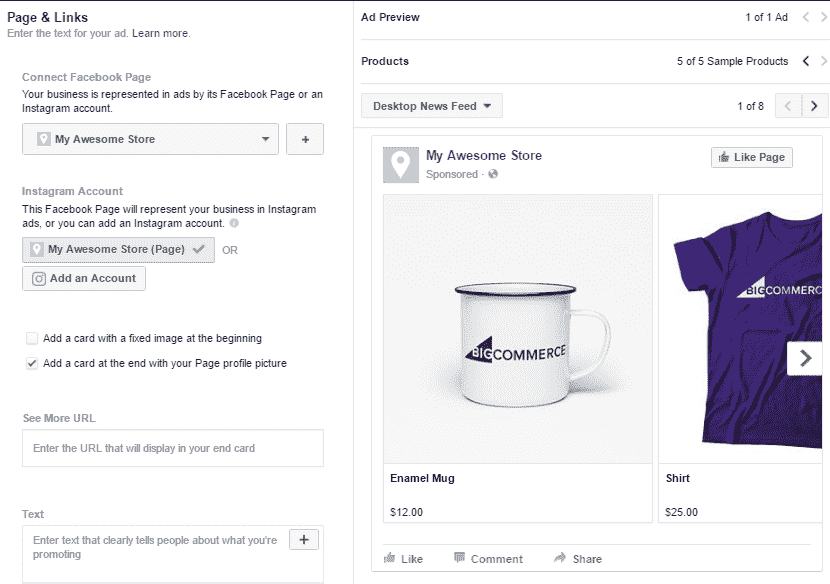 Page & Links
Enter the text for your ad. Learn more.
Connect Facebook Page
Your business is represented in ads by its Facebook Page or an
Instagram account.
My Awesome Store
+
Instagram Account
This Facebook Page will represent your business in Instagram
ads, or you can add an Instagram account.
My Awesome Store (Page)
OR
Add an Account
Add a card with a fixed image at the beginning
Add a card at the end with your Page profile picture
See More URL
Enter the URL that will display in your end card
Text
Enter text that clearly tells people about what you're
promoting
+
Ad Preview
1 of 1 Ad
Products
5 of 5 Sample Products
Desktop News Feed
1 of 8
My Awesome Store
Sponsored ·
Like Page
BIGCOMMERCE
BIGCOMMERC
Enamel Mug
$12.00
Shirt
$25.00
Like
Comment
Share